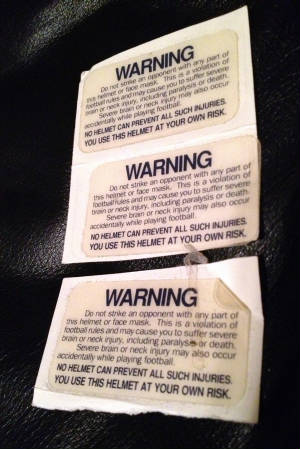 WARNING
Do not strike an opponent with any part of
this helmet or face mask. This is a violation of
football rules and may cause you to suffer severe
brain or neck injury, including paralysis or death.
Severe brain or neck injury may also occur
accidentally while playing football.
NO HELMET CAN PREVENT ALL SUCH INJURIES.
YOU USE THIS HELMET AT YOUR OWN RISK.
WARNING
Do not strike an opponent with any part of
this helmet or face mask. This is a violation of
football rules and may cause you to suffer severe
brain or neck injury, including paralysis or death.
Severe brain or neck injury may also occur
accidentally while playing football.
NO HELMET CAN PREVENT ALL SUCH INJURIES.
YOU USE THIS HELMET AT YOUR OWN RISK.
WARNING
Do not strike an opponent with any part of
this helmet or face mask. This is a violation of
football rules and may cause you to suffer severe
brain or neck injury, including paralysis or death.
Severe brain or neck injury may also occur
accidentally while playing football.
NO HELMET CAN PREVENT ALL SUCH INJURIES.
YOU USE THIS HELMET AT YOUR OWN RISK.